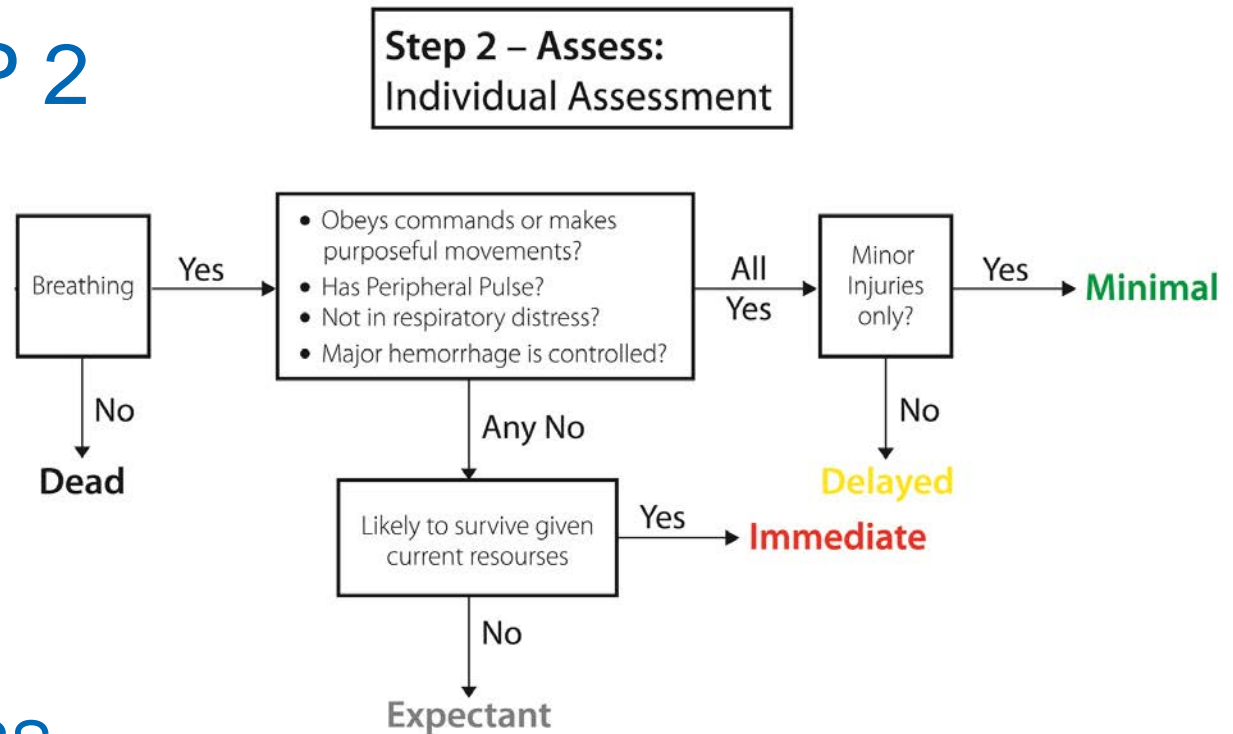 P 2
Step 2 – Assess:
Individual Assessment
Breathing
Yes
• Obeys commands or makes
purposeful movements?
• Has Peripheral Pulse?
• Not in respiratory distress?
• Major hemorrhage is controlled?
All
Yes
Minor
Injuries
only?
Yes
Minimal
No
Dead
Any No
No
Delayed
Likely to survive given
current resourses
Yes
Immediate
No
Expectant